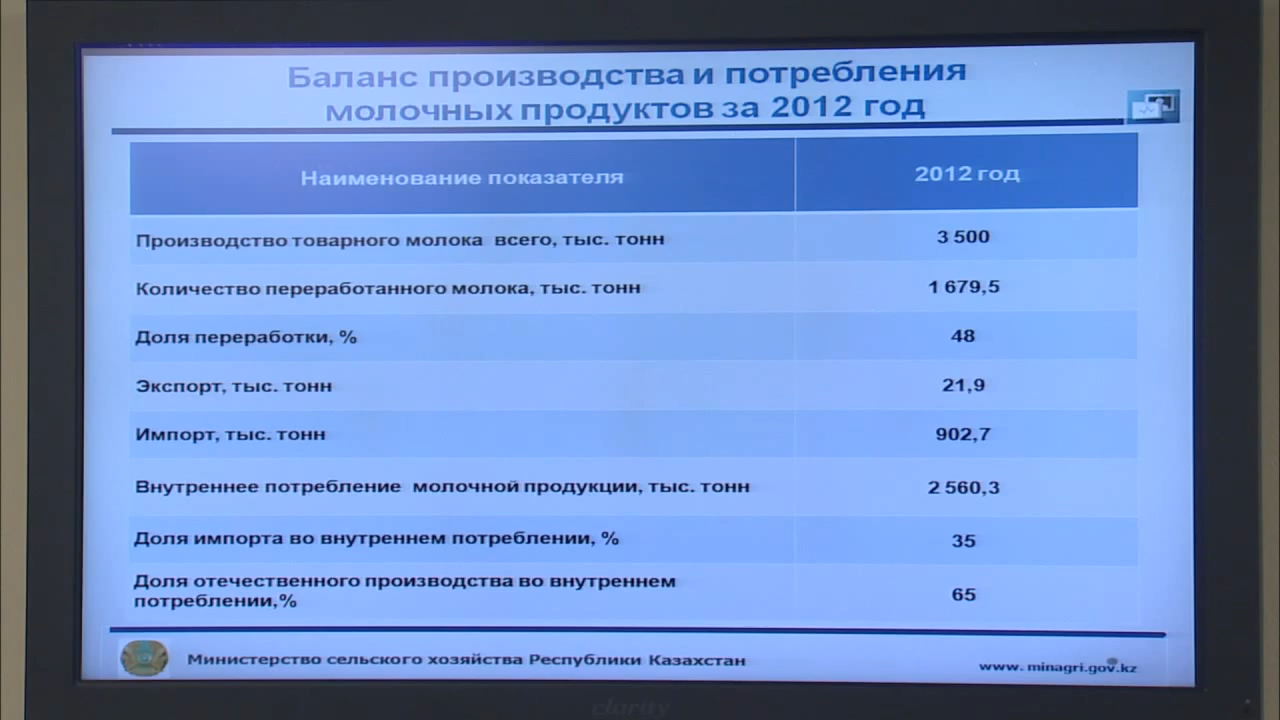 Баланс производства и потребления
молочных продуктов за 2012 год
Наименование показателя 2012 год
Производство товарного молока всего, тыс. тонн 3 500
Количество переработанного молока, тыс. тонн 1 679,5
Доля переработки, % 48
Экспорт, тыс. тонн 21,9
Импорт, тыс. тонн 902,7
Внутреннее потребление молочной продукции, тыс. тонн 2 560,3
Доля импорта во внутреннем потреблении, % 35
Доля отечественного производства во внутреннем
потреблении,% 65
Министерство сельского хозяйства Республики Казахстан www. minagri.gov.kz
clarity